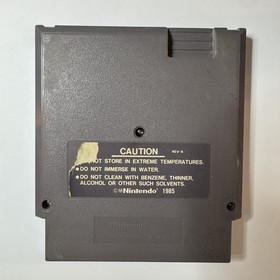 CAUTION REV-A
NOT STORE IN EXTREME TEMPERATURES.
•DO NOT IMMERSE IN WATER.
•DO NOT CLEAN WITH BENZENE, THINNER,
ALCOHOL OR OTHER SUCH SOLVENTS.
©Nintendo 1985